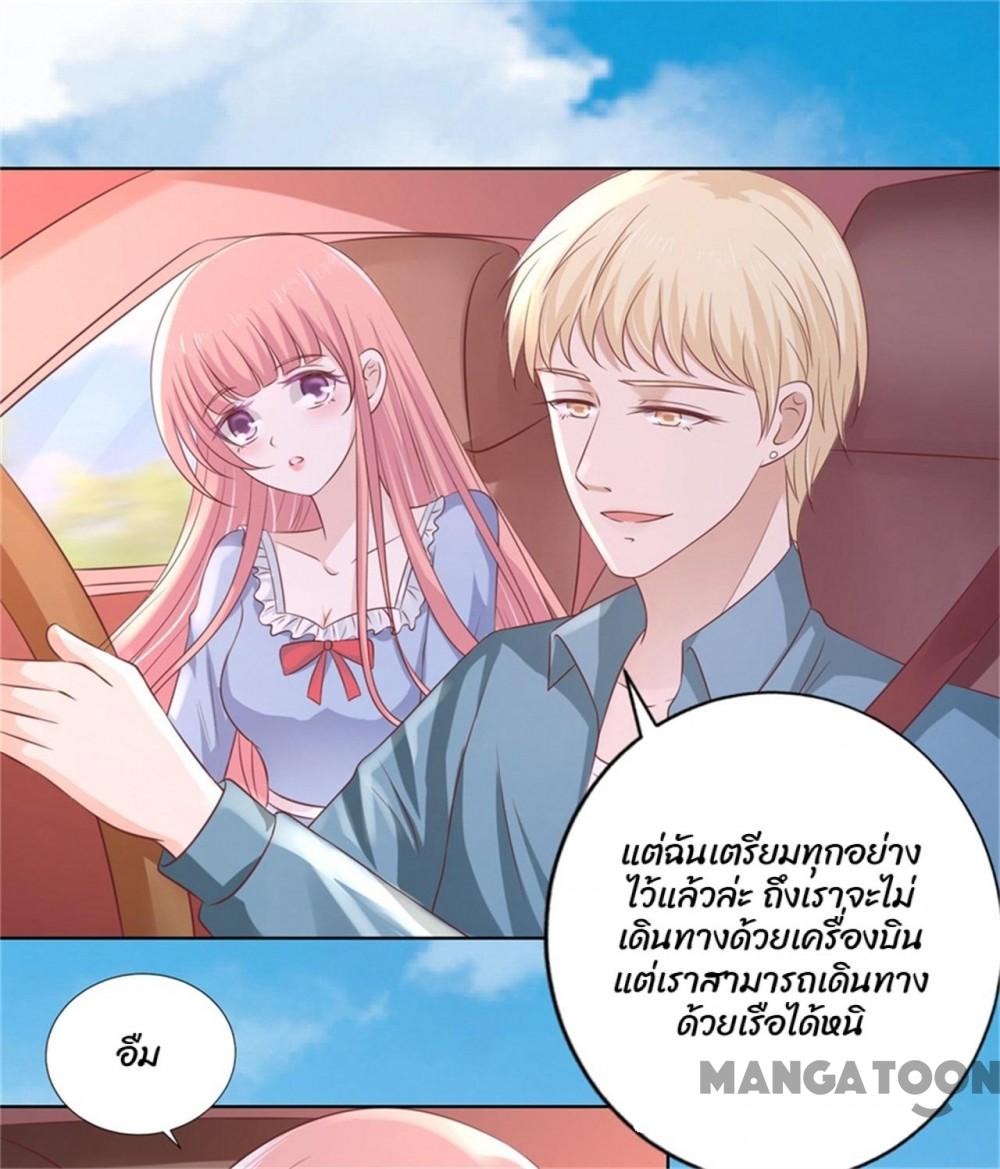 แต่ฉันเตรียมทุกอย่าง
ไว้แล้วล่ะ ถึงเราจะไม่
เดินทางด้วยเครื่องบิน
แต่เราสามารถเดินทาง
ด้วยเรือได้หนิ
อืม
MANGATOON